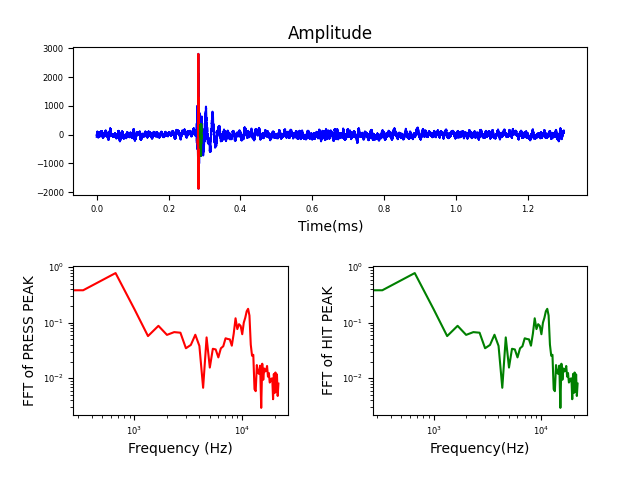 Amplitude
3000
2000
1000
0
−1000
−2000
0.0 0.2 0.4 0.6 0.8 1.0 1.2
Time(ms)
FFT of PRESS PEAK
10⁰
10⁻¹
10⁻²
10³ 10⁴
Frequency (Hz)
FFT of HIT PEAK
10⁰
10⁻¹
10⁻²
10³ 10⁴
Frequency(Hz)